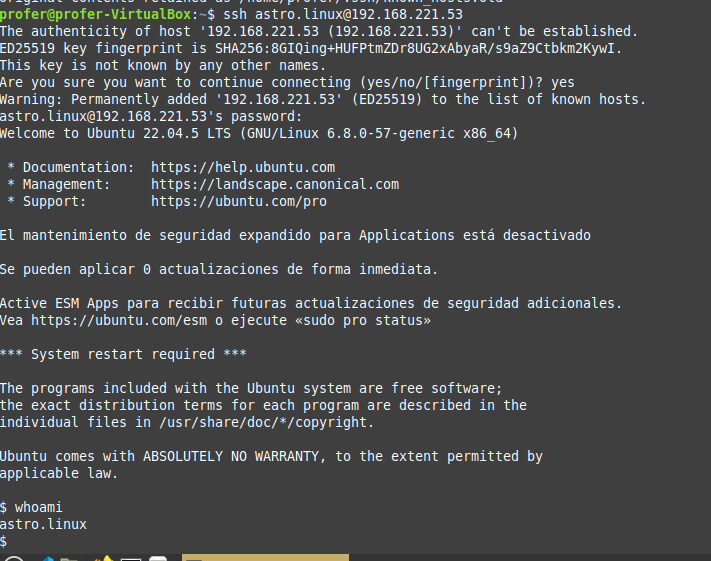 profer@profer-VirtualBox:~$ ssh astro.linux@192.168.221.53
The authenticity of host '192.168.221.53 (192.168.221.53)' can't be established.
ED25519 key fingerprint is SHA256:8GIQing+HUFPtmZDr8UG2xAbyaR/s9aZ9Ctbkm2KywI.
This key is not known by any other names.
Are you sure you want to continue connecting (yes/no/[fingerprint])? yes
Warning: Permanently added '192.168.221.53' (ED25519) to the list of known hosts.
astro.linux@192.168.221.53's password:
Welcome to Ubuntu 22.04.5 LTS (GNU/Linux 6.8.0-57-generic x86_64)
* Documentation: https://help.ubuntu.com
* Management: https://landscape.canonical.com
* Support: https://ubuntu.com/pro
El mantenimiento de seguridad expandido para Applications está desactivado
Se pueden aplicar 0 actualizaciones de forma inmediata.
Active ESM Apps para recibir futuras actualizaciones de seguridad adicionales.
Vea https://ubuntu.com/esm o ejecute «sudo pro status»
*** System restart required ***
The programs included with the Ubuntu system are free software;
the exact distribution terms for each program are described in the
individual files in /usr/share/doc/*/copyright.
Ubuntu comes with ABSOLUTELY NO WARRANTY, to the extent permitted by
applicable law.
$ whoami
astro.linux
$